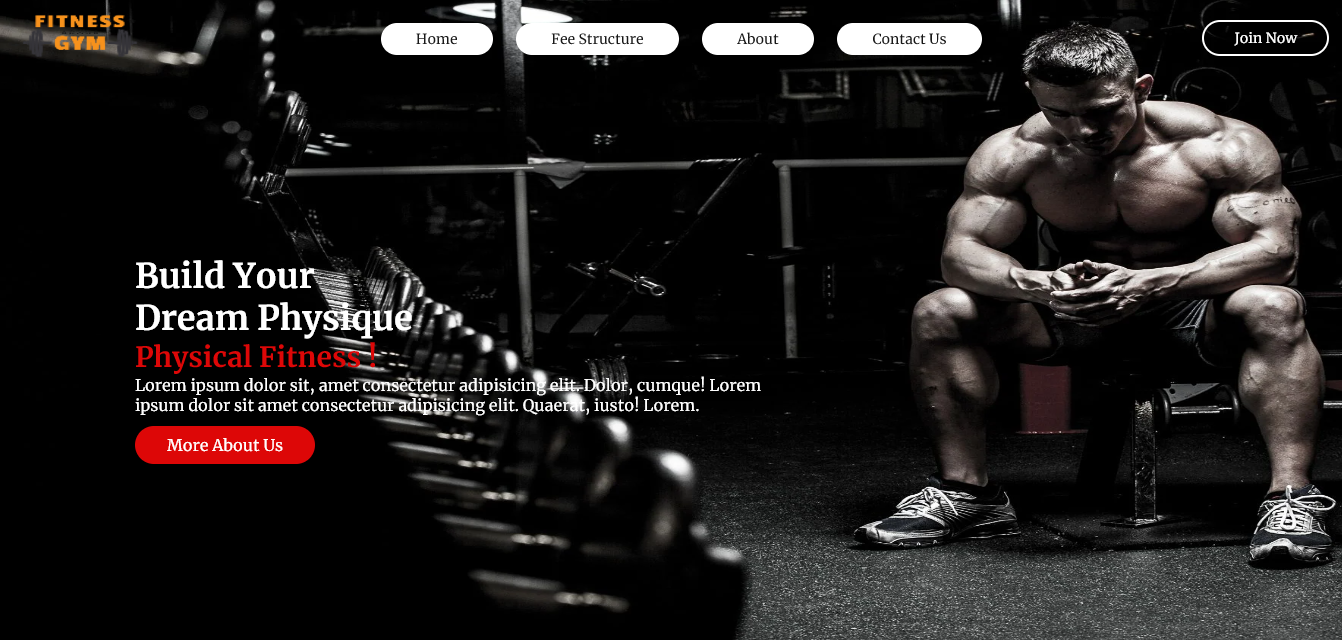 FITNESS
GYM
Home
Fee Structure
About
Contact Us
Join Now
Build Your
Dream Physique
Physical Fitness !
Lorem ipsum dolor sit, amet consectetur adipisicing elit. Dolor, cumque! Lorem
ipsum dolor sit amet consectetur adipisicing elit. Quaerat, iusto! Lorem.
More About Us